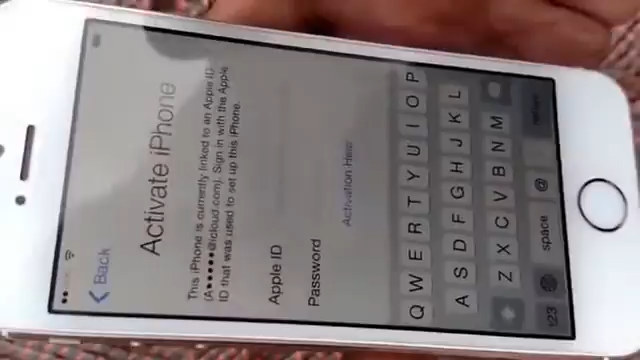 Back
Activate iPhone
This iPhone is currently linked to an Apple ID
(A•••••@icloud.com). Sign in with the Apple
ID that was used to set up this iPhone.
Apple ID
Password
Activation Help
Q W E R T Y U I O P
A S D F G H J K L
Z X C V B N M
123 space @ return